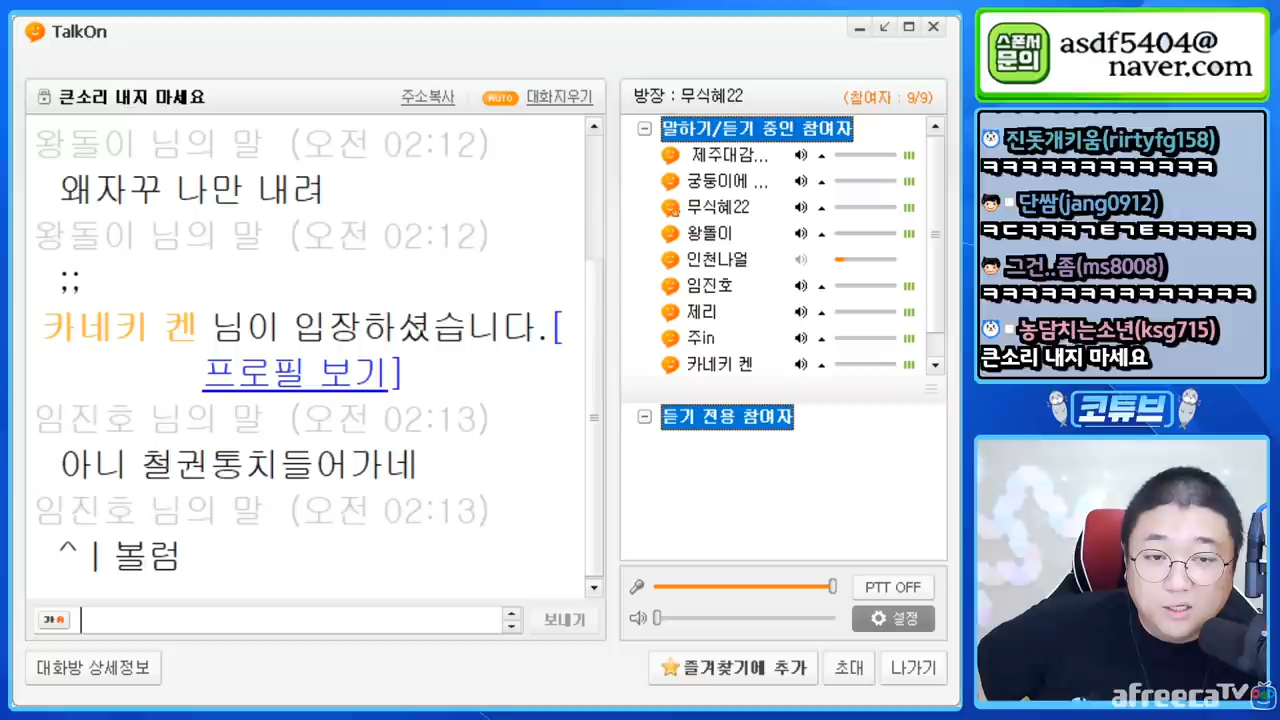 TalkOn
큰소리 내지 마세요
주소복사
AUTO
대화지우기
왕돌이 님의 말 (오전 02:12)
왜자꾸 나만 내려
왕돌이 님의 말 (오전 02:12)
;;
카네키 켄 님이 입장하셨습니다.[
프로필 보기]
임진호 님의 말 (오전 02:13)
아니 철권통치들어가네
임진호 님의 말 (오전 02:13)
^ㅣ볼럼
가
보내기
대화방 상세정보
방장 : 무식혜22
(참여자 : 9/9)
말하기/듣기 중인 참여자
제주대감...
궁둥이에 ...
무식혜22
왕돌이
인천나얼
임진호
제리
주in
카네키 켄
듣기 전용 참여자
PTT OFF
설정
즐겨찾기에 추가
초대
나가기
스폰서
문의
asdf5404@
naver.com
진돗개키움(rirtyfg158)
ㅋㅋㅋㅋㅋㅋㅋㅋㅋㅋㅋㅋ
단쌈(jang0912)
ㅋㄷㅋㅋㅋㄱㅌㄱㅌㅋㅋㅋㅋㅋ
그건..좀(ms8008)
ㅋㅋㅋㅋㅋㅋㅋㅋㅋㅋㅋㅋㅋㅋ
농담치는소년(ksg715)
큰소리 내지 마세요
코튜브
afreecaTV